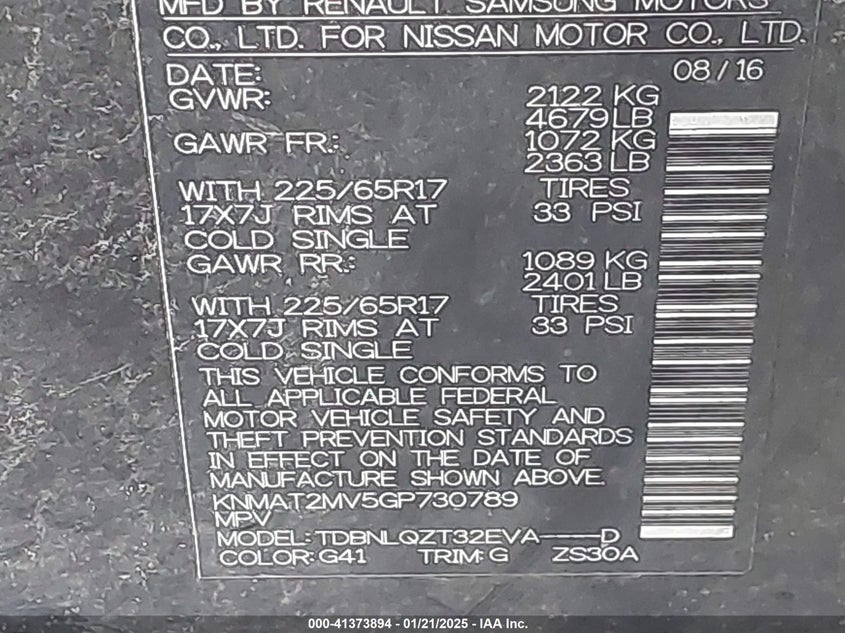 MFD BY RENAULT SAMSUNG MOTORS
CO., LTD. FOR NISSAN MOTOR CO., LTD.
DATE: 08/16
GVWR: 2122 KG
4679 LB
GAWR FR.: 1072 KG
2363 LB
WITH 225/65R17 TIRES
17X7J RIMS AT 33 PSI
COLD SINGLE
GAWR RR.: 1089 KG
2401 LB
WITH 225/65R17 TIRES
17X7J RIMS AT 33 PSI
COLD SINGLE
THIS VEHICLE CONFORMS TO
ALL APPLICABLE FEDERAL
MOTOR VEHICLE SAFETY AND
THEFT PREVENTION STANDARDS
IN EFFECT ON THE DATE OF
MANUFACTURE SHOWN ABOVE.
KNMAT2MV5GP730789
MPV
MODEL: TDBNLQZT32EVA----D
COLOR: G41 TRIM: G ZS30A
000-41373894 - 01/21/2025 - IAA Inc.